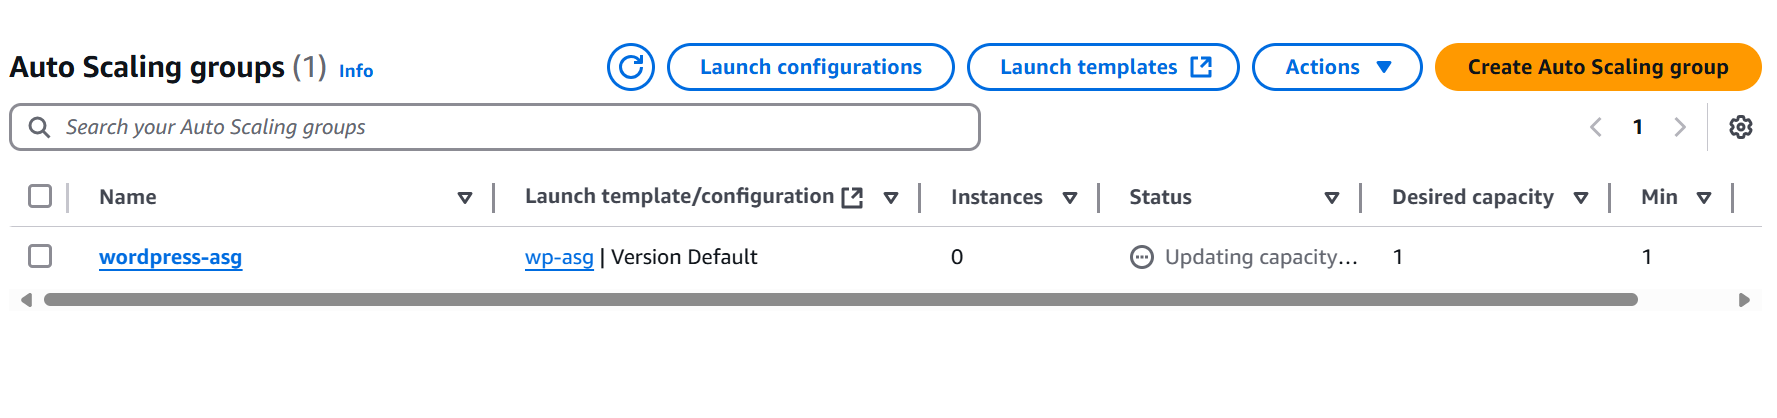 Auto Scaling groups (1) Info Launch configurations Launch templates Actions Create Auto Scaling group
Search your Auto Scaling groups 1
Name Launch template/configuration Instances Status Desired capacity Min
wordpress-asg wp-asg | Version Default 0 Updating capacity... 1 1